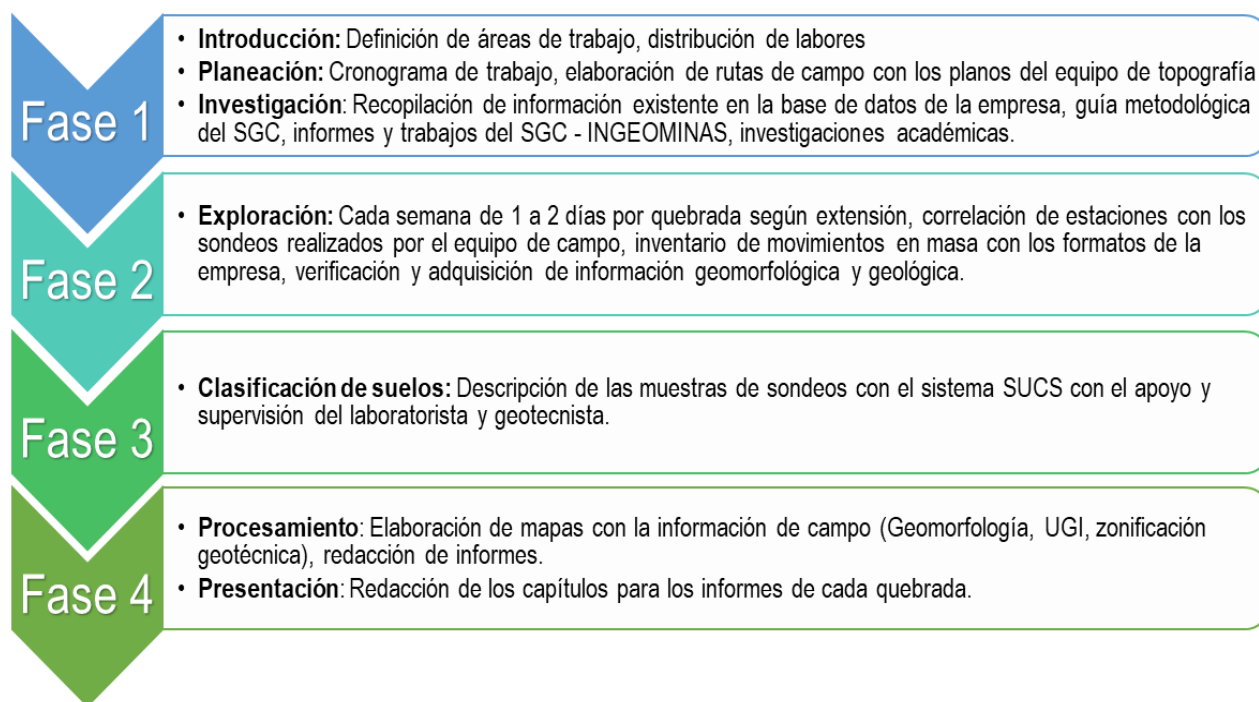 Fase 1
• Introducción: Definición de áreas de trabajo, distribución de labores
• Planeación: Cronograma de trabajo, elaboración de rutas de campo con los planos del equipo de topografía
• Investigación: Recopilación de información existente en la base de datos de la empresa, guía metodológica
del SGC, informes y trabajos del SGC - INGEOMINAS, investigaciones académicas.
Fase 2
• Exploración: Cada semana de 1 a 2 días por quebrada según extensión, correlación de estaciones con los
sondeos realizados por el equipo de campo, inventario de movimientos en masa con los formatos de la
empresa, verificación y adquisición de información geomorfológica y geológica.
Fase 3
• Clasificación de suelos: Descripción de las muestras de sondeos con el sistema SUCS con el apoyo y
supervisión del laboratorista y geotecnista.
Fase 4
• Procesamiento: Elaboración de mapas con la información de campo (Geomorfología, UGI, zonificación
geotécnica), redacción de informes.
• Presentación: Redacción de los capítulos para los informes de cada quebrada.